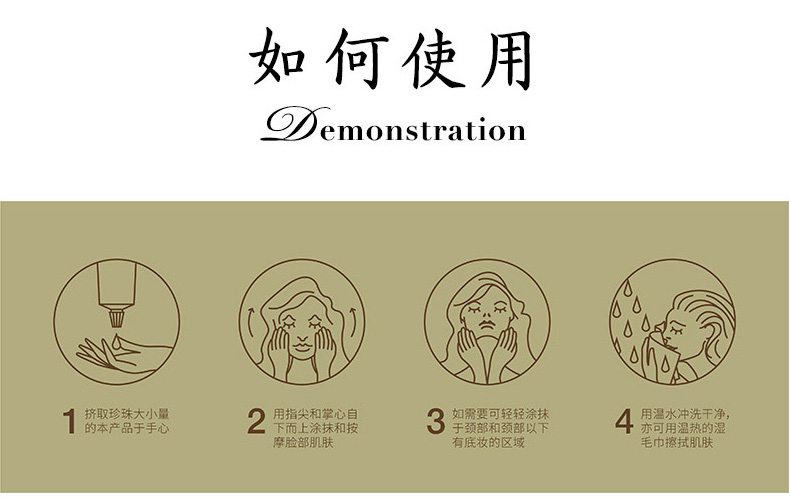 如何使用
Demonstration
1
挤取珍珠大小量
的本产品于手心
2
用指尖和掌心自
下而上涂抹和按
摩脸部肌肤
3
如需要可轻轻涂抹
于颈部和颈部以下
有底妆的区域
4
用温水冲洗干净，
亦可用温热的湿
毛巾擦拭肌肤